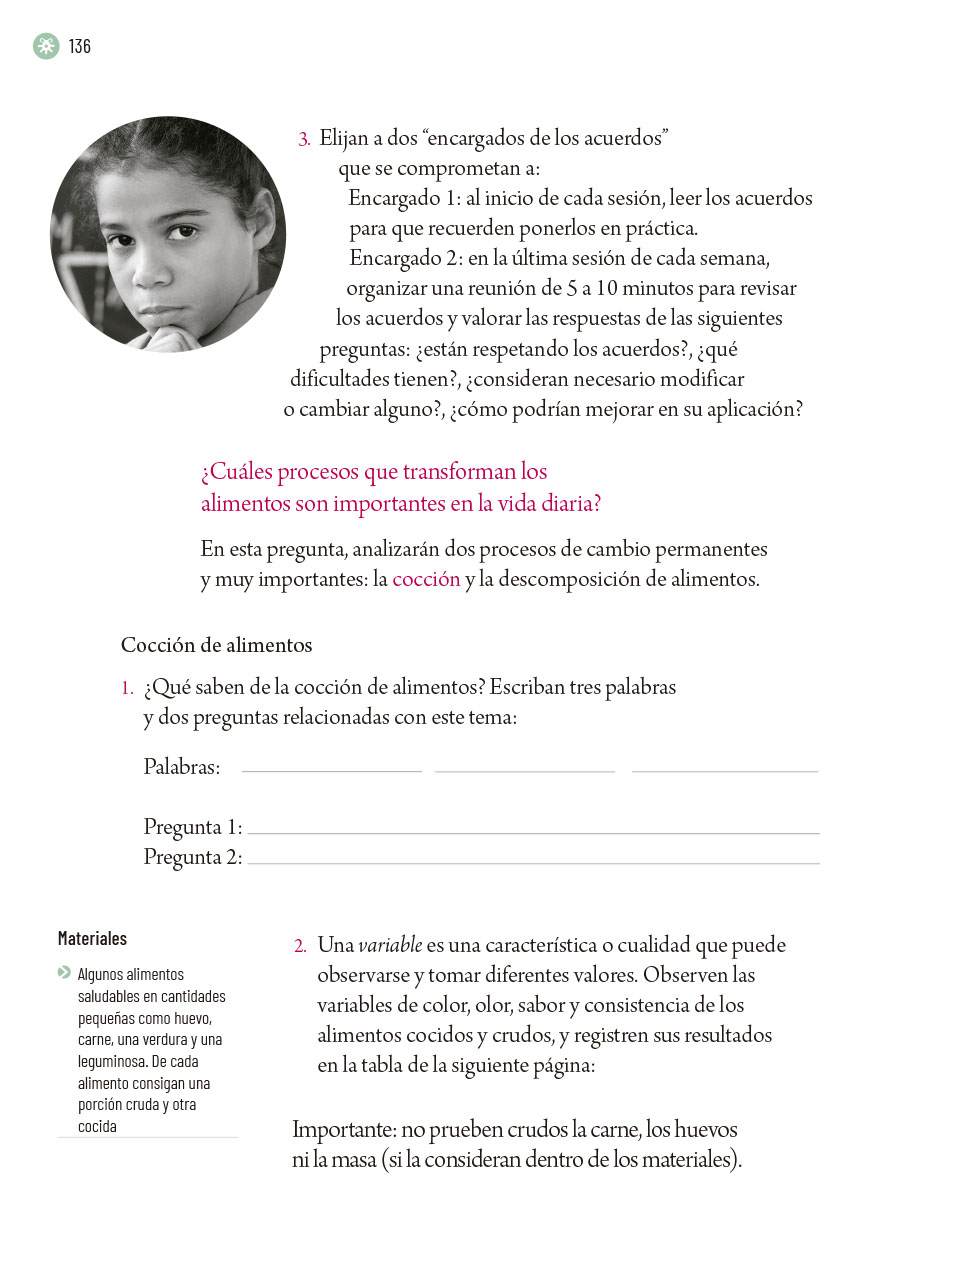 136
3. Elijan a dos “encargados de los acuerdos”
que se comprometan a:
Encargado 1: al inicio de cada sesión, leer los acuerdos
para que recuerden ponerlos en práctica.
Encargado 2: en la última sesión de cada semana,
organizar una reunión de 5 a 10 minutos para revisar
los acuerdos y valorar las respuestas de las siguientes
preguntas: ¿están respetando los acuerdos?, ¿qué
dificultades tienen?, ¿consideran necesario modificar
o cambiar alguno?, ¿cómo podrían mejorar en su aplicación?
¿Cuáles procesos que transforman los
alimentos son importantes en la vida diaria?
En esta pregunta, analizarán dos procesos de cambio permanentes
y muy importantes: la cocción y la descomposición de alimentos.
Cocción de alimentos
1. ¿Qué saben de la cocción de alimentos? Escriban tres palabras
y dos preguntas relacionadas con este tema:
Palabras:
Pregunta 1:
Pregunta 2:
Materiales
Algunos alimentos
saludables en cantidades
pequeñas como huevo,
carne, una verdura y una
leguminosa. De cada
alimento consigan una
porción cruda y otra
cocida
2. Una variable es una característica o cualidad que puede
observarse y tomar diferentes valores. Observen las
variables de color, olor, sabor y consistencia de los
alimentos cocidos y crudos, y registren sus resultados
en la tabla de la siguiente página:
Importante: no prueben crudos la carne, los huevos
ni la masa (si la consideran dentro de los materiales).